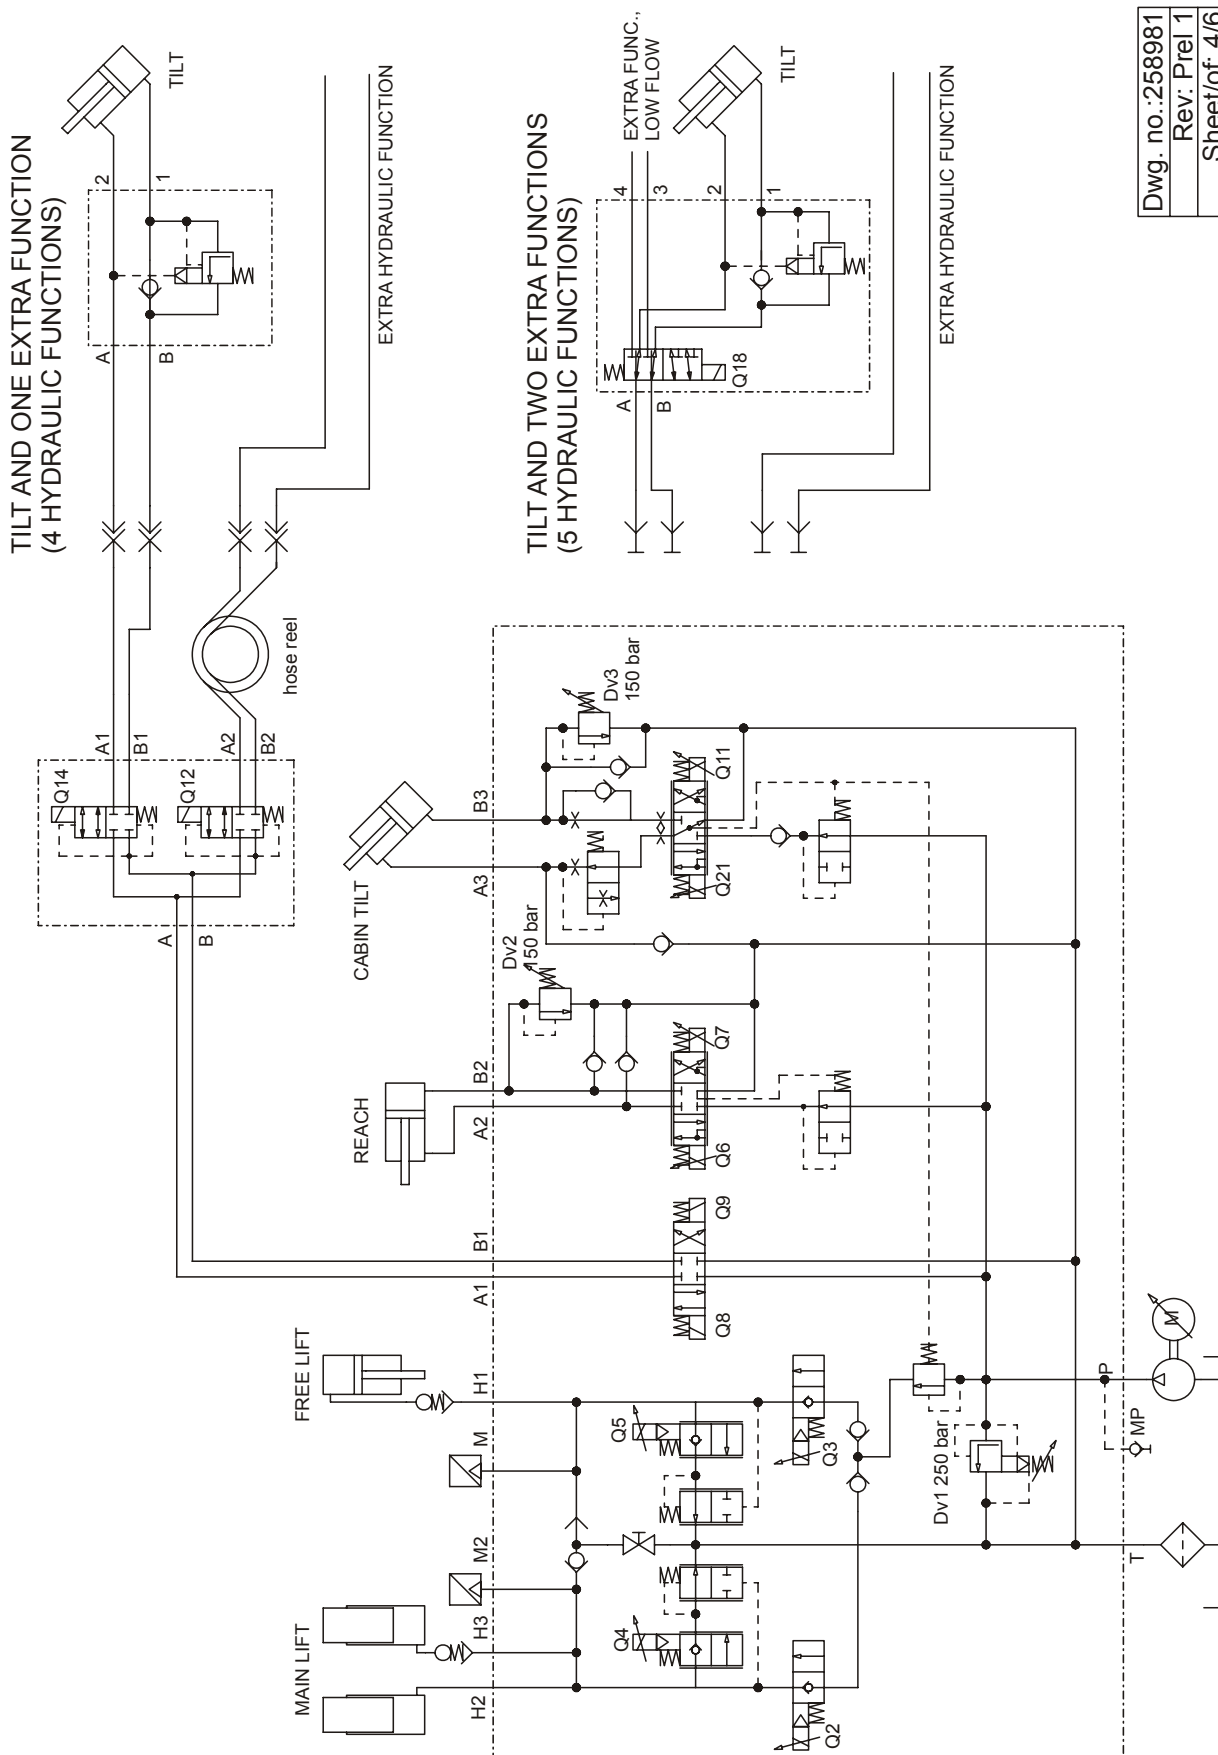 TILT AND ONE EXTRA FUNCTION
(4 HYDRAULIC FUNCTIONS)
TILT
2
1
A
B
EXTRA HYDRAULIC FUNCTION
hose reel
Q14
A1
B1
Q12
A2
B2
A
B
TILT AND TWO EXTRA FUNCTIONS
(5 HYDRAULIC FUNCTIONS)
EXTRA FUNC.,
LOW FLOW
TILT
4
3
2
1
Q18
A
B
EXTRA HYDRAULIC FUNCTION
MAIN LIFT
FREE LIFT
REACH
CABIN TILT
H2
H3
M2
M
H1
A1
B1
A2
B2
A3
B3
Dv2
150 bar
Dv3
150 bar
Q4
Q5
Q2
Q3
Q8
Q9
Q6
Q7
Q21
Q11
Dv1 250 bar
T
P
MP
M
Dwg. no.:258981
Rev: Prel 1
Sheet/of: 4/6